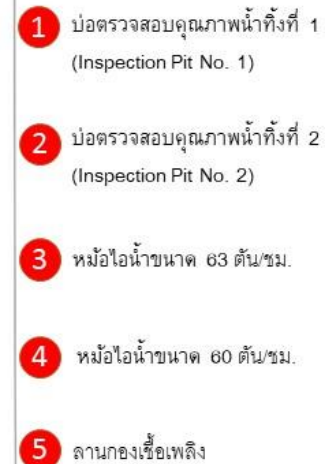 1 บ่อตรวจสอบคุณภาพน้ำทิ้งที่ 1
(Inspection Pit No. 1)
2 บ่อตรวจสอบคุณภาพน้ำทิ้งที่ 2
(Inspection Pit No. 2)
3 หม้อไอน้ำขนาด 63 ตัน/ชม.
4 หม้อไอน้ำขนาด 60 ตัน/ชม.
5 ลานกองเชื้อเพลิง